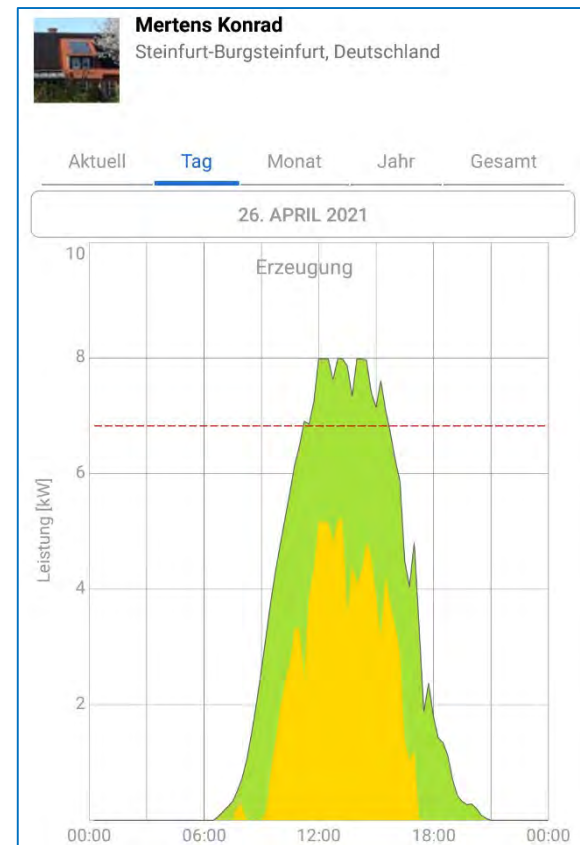 Mertens Konrad
Steinfurt-Burgsteinfurt, Deutschland
Aktuell Tag Monat Jahr Gesamt
26. APRIL 2021
Erzeugung
Leistung [kW]
10
8
6
4
2
00:00 06:00 12:00 18:00 00:00